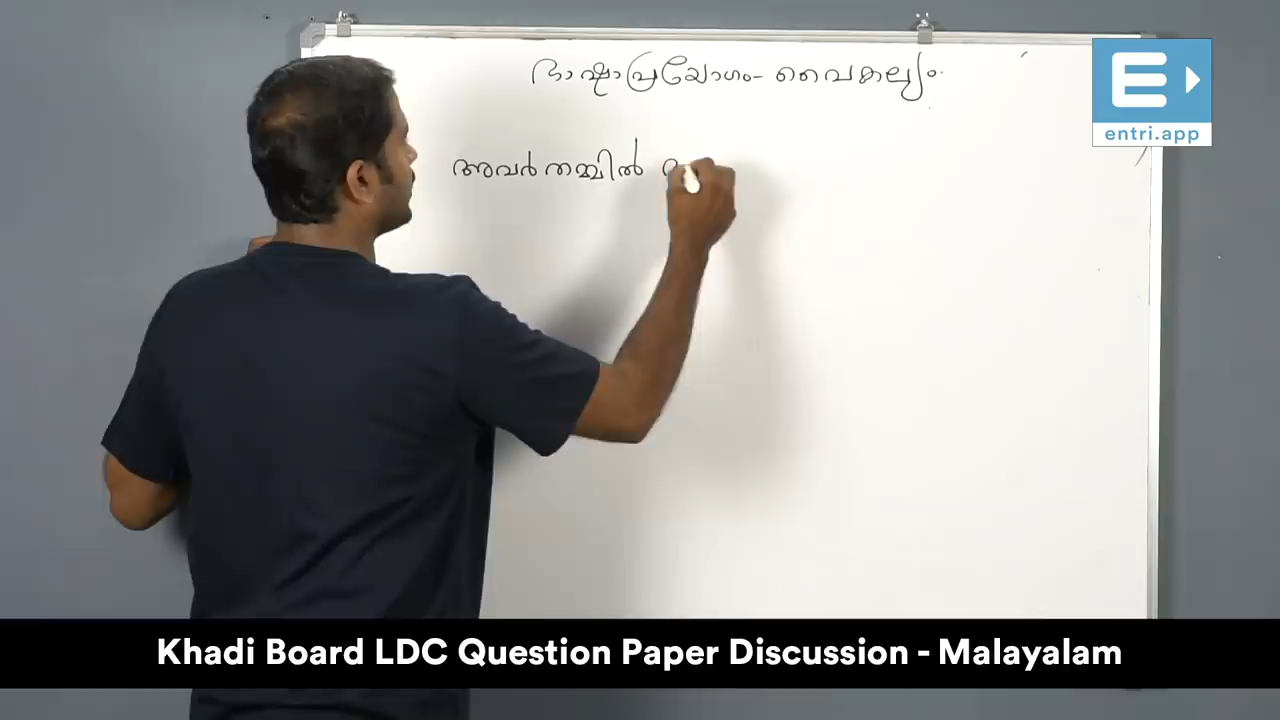 ഭാഷാപ്രയോഗം - വൈകല്യം.
അവർ തമ്മിൽ
E
entri.app
Khadi Board LDC Question Paper Discussion - Malayalam